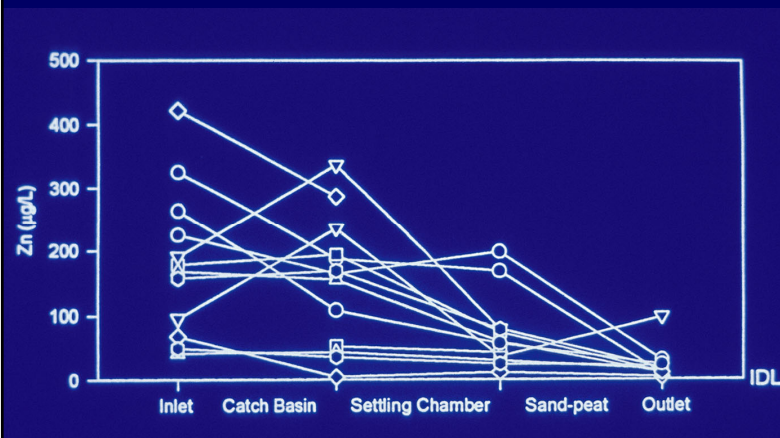 500
400
300
200
100
0
Zn (µg/L)
IDL
Inlet Catch Basin Settling Chamber Sand-peat Outlet